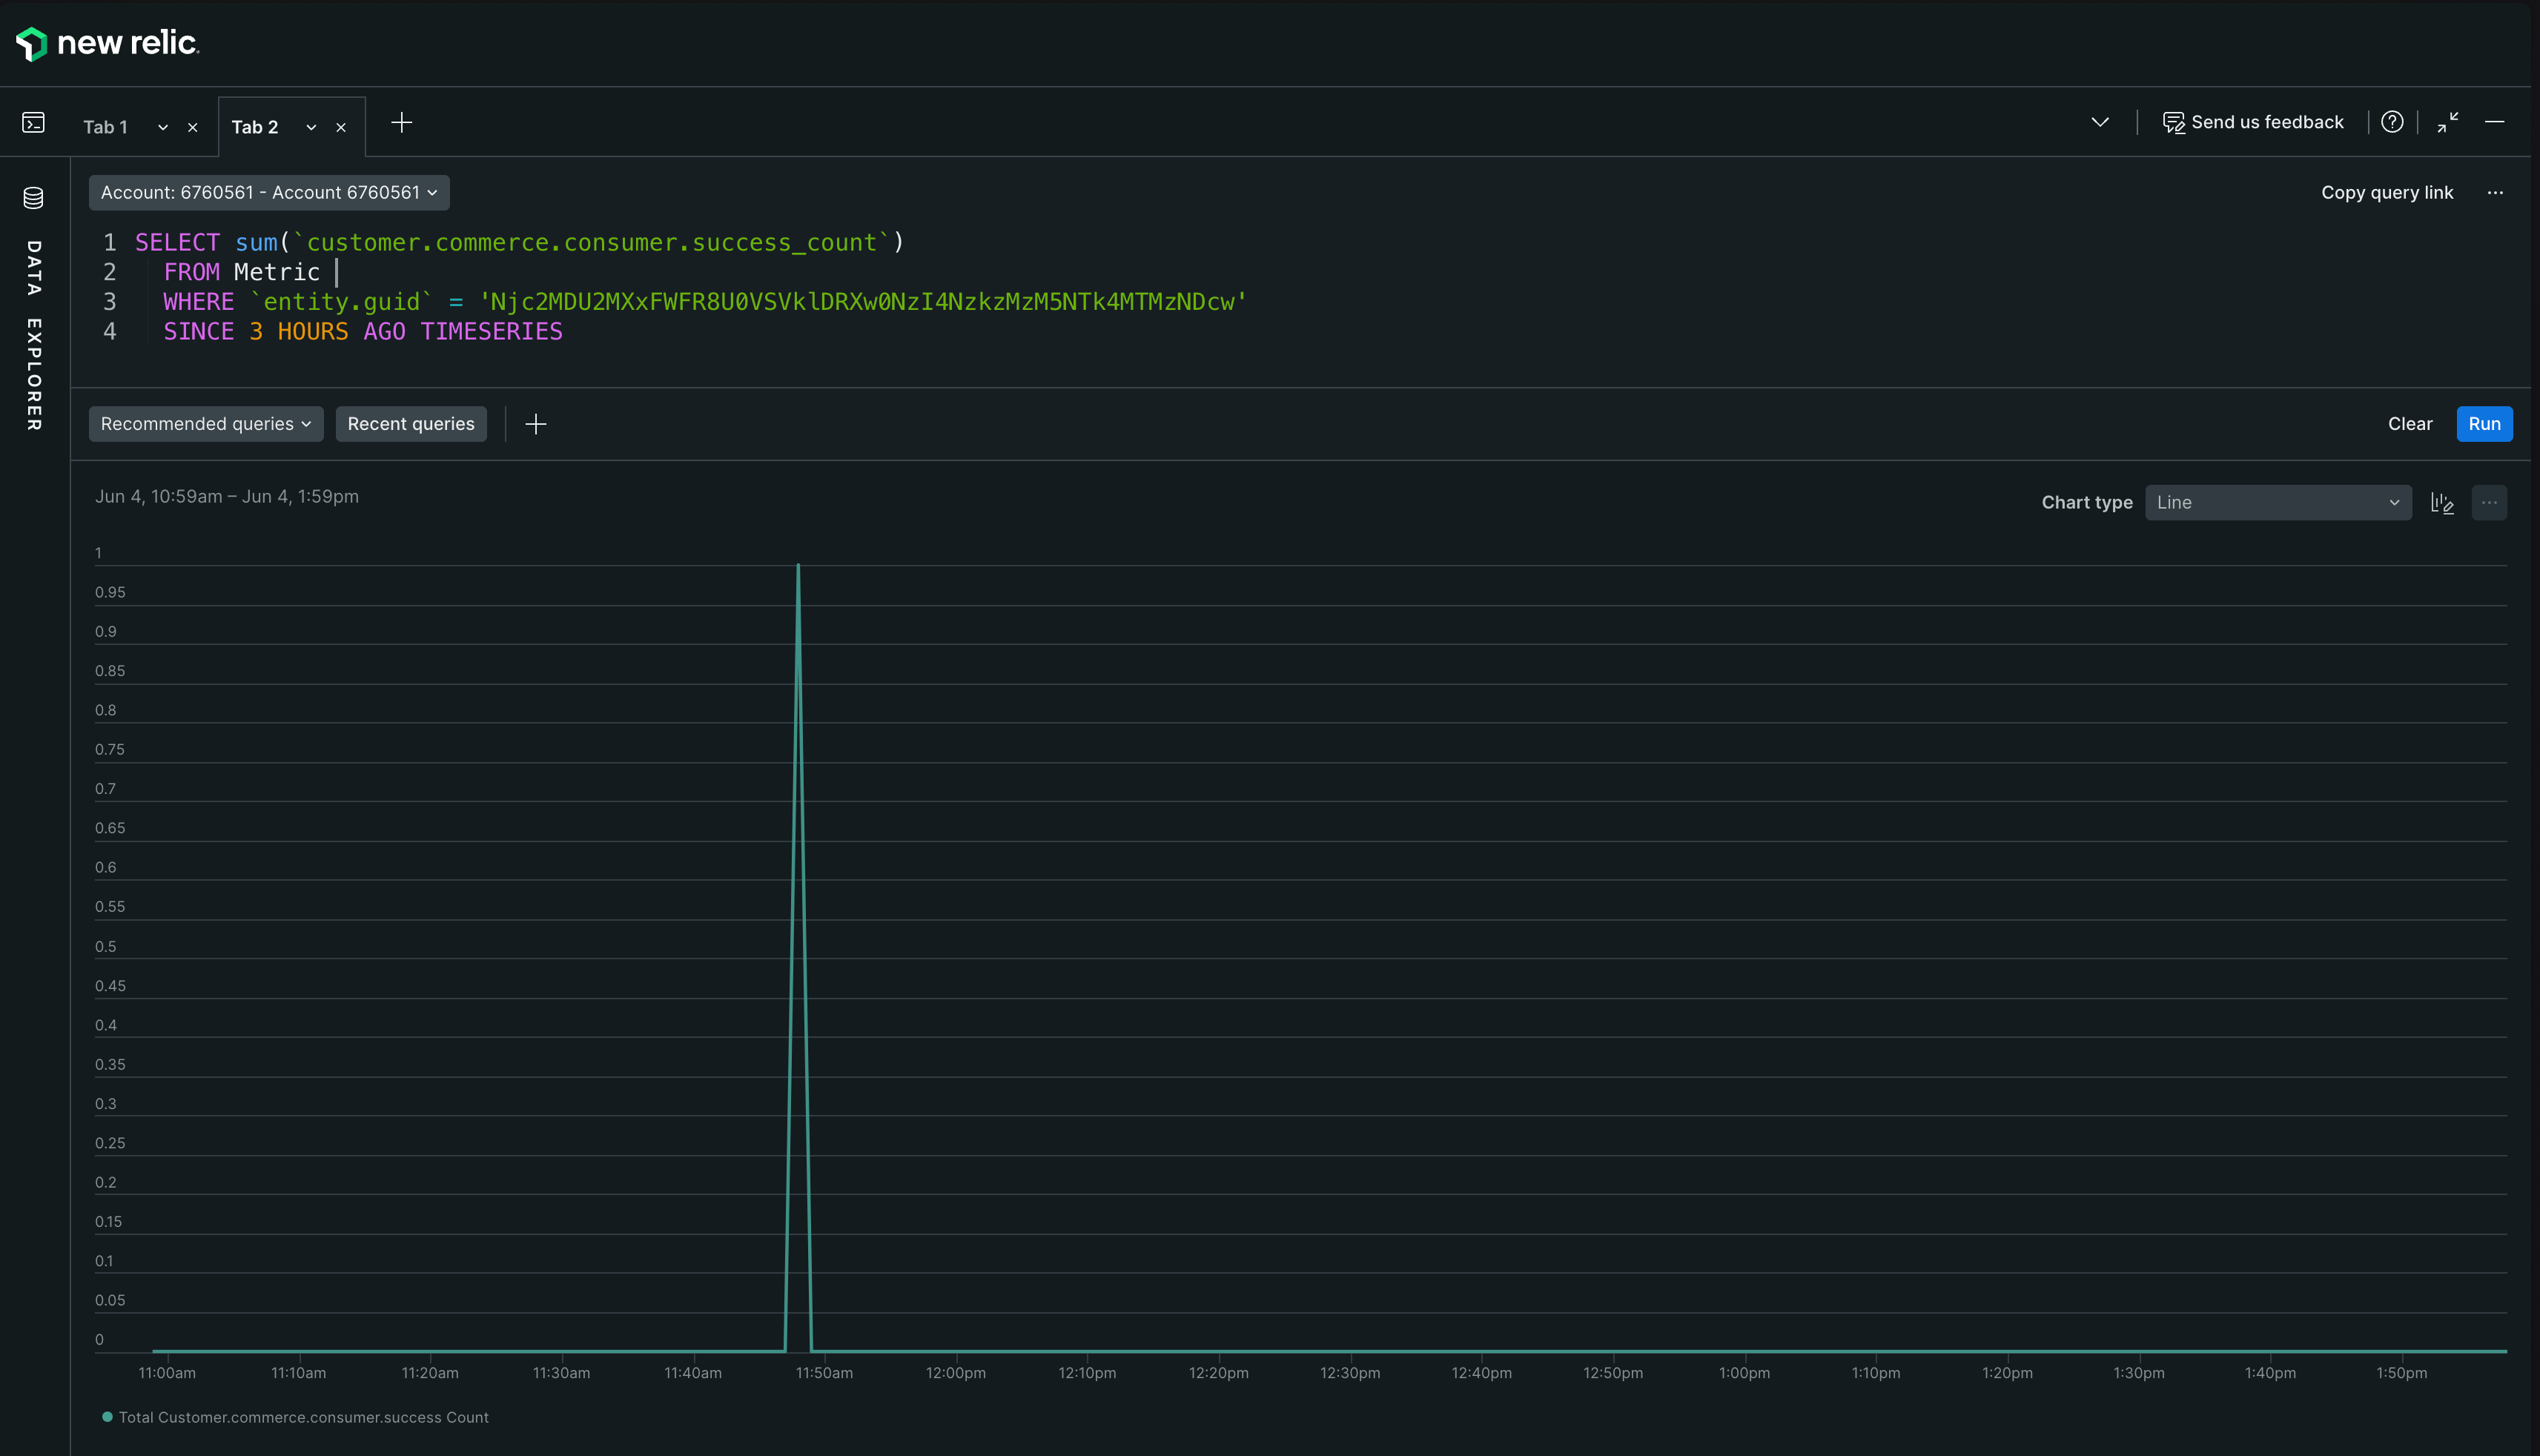 new relic
Tab 1
Tab 2
Send us feedback
DATA EXPLORER
Account: 6760561 - Account 6760561
Copy query link
1 SELECT sum(`customer.commerce.consumer.success_count`)
2 FROM Metric
3 WHERE `entity.guid` = 'Njc2MDU2MXxFWFR8U0VSVklDRXw0NzI4NzkzMzM5NTk4MTMzNDcw'
4 SINCE 3 HOURS AGO TIMESERIES
Recommended queries
Recent queries
Clear
Run
Jun 4, 10:59am – Jun 4, 1:59pm
Chart type
Line
1
0.95
0.9
0.85
0.8
0.75
0.7
0.65
0.6
0.55
0.5
0.45
0.4
0.35
0.3
0.25
0.2
0.15
0.1
0.05
0
11:00am 11:10am 11:20am 11:30am 11:40am 11:50am 12:00pm 12:10pm 12:20pm 12:30pm 12:40pm 12:50pm 1:00pm 1:10pm 1:20pm 1:30pm 1:40pm 1:50pm
Total Customer.commerce.consumer.success Count